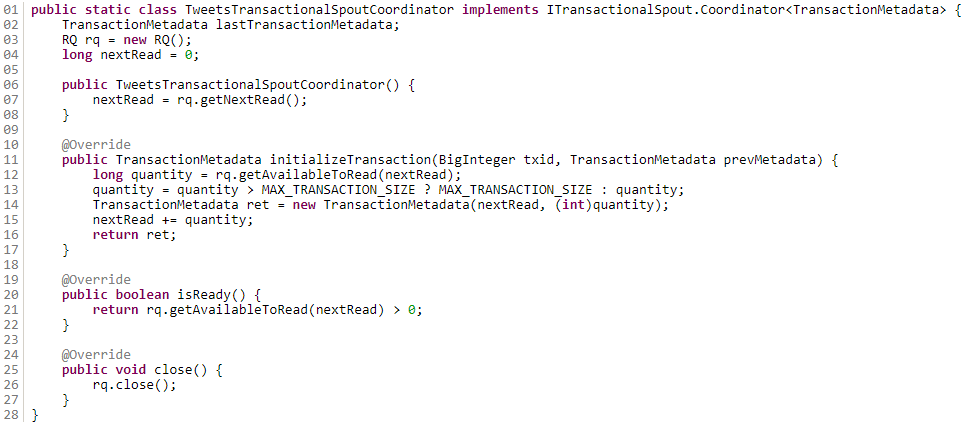 01 public static class TweetsTransactionalSpoutCoordinator implements ITransactionalSpout.Coordinator<TransactionMetadata> {
02     TransactionMetadata lastTransactionMetadata;
03     RQ rq = new RQ();
04     long nextRead = 0;
05
06     public TweetsTransactionalSpoutCoordinator() {
07         nextRead = rq.getNextRead();
08     }
09
10     @Override
11     public TransactionMetadata initializeTransaction(BigInteger txid, TransactionMetadata prevMetadata) {
12         long quantity = rq.getAvailableToRead(nextRead);
13         quantity = quantity > MAX_TRANSACTION_SIZE ? MAX_TRANSACTION_SIZE : quantity;
14         TransactionMetadata ret = new TransactionMetadata(nextRead, (int)quantity);
15         nextRead += quantity;
16         return ret;
17     }
18
19     @Override
20     public boolean isReady() {
21         return rq.getAvailableToRead(nextRead) > 0;
22     }
23
24     @Override
25     public void close() {
26         rq.close();
27     }
28 }